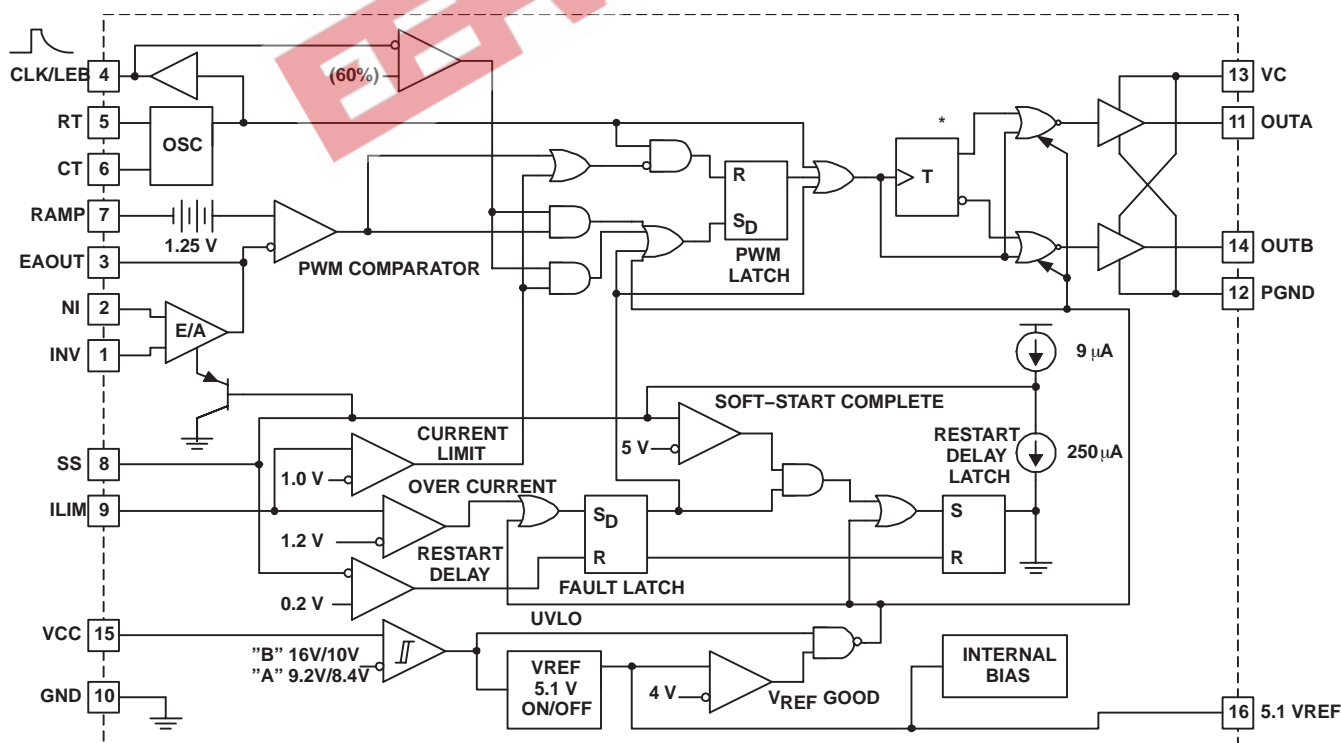 CLK/LEB 4
(60%)
13 VC
RT 5
OSC
*
11 OUTA
CT 6
R
T
RAMP 7
1.25 V
SD
EAOUT 3
PWM COMPARATOR
PWM
LATCH
14 OUTB
NI 2
12 PGND
E/A
INV 1
9 μA
SOFT–START COMPLETE
CURRENT
LIMIT
5 V
RESTART
DELAY
LATCH
250 μA
SS 8
1.0 V
OVER CURRENT
ILIM 9
SD
S
1.2 V
RESTART
DELAY
R
R
FAULT LATCH
0.2 V
UVLO
VCC 15
”B” 16V/10V
”A” 9.2V/8.4V
VREF
5.1 V
ON/OFF
INTERNAL
BIAS
4 V
VREF GOOD
GND 10
16 5.1 VREF